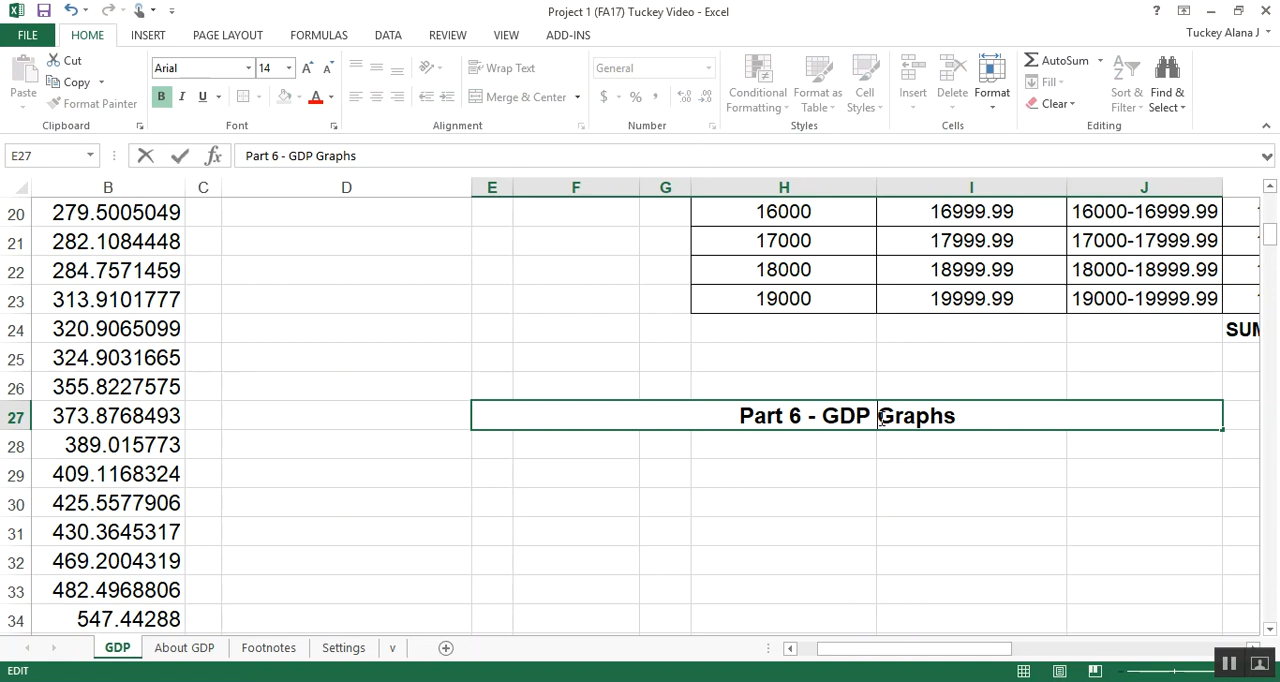 Project 1 (FA17) Tuckey Video - Excel
?
FILE HOME INSERT PAGE LAYOUT FORMULAS DATA REVIEW VIEW ADD-INS
Tuckey Alana J
Paste
Cut
Copy
Format Painter
Clipboard
Arial
14
B I U
A
Font
Wrap Text
Merge & Center
Alignment
General
$ % ,
Number
Conditional Formatting
Format as Table
Cell Styles
Styles
Insert
Delete
Format
Cells
AutoSum
Fill
Clear
Sort & Filter
Find & Select
Editing
E27
fx
Part 6 - GDP Graphs
B C D E F G H I J
20 279.5005049 16000 16999.99 16000-16999.99
21 282.1084448 17000 17999.99 17000-17999.99
22 284.7571459 18000 18999.99 18000-18999.99
23 313.9101777 19000 19999.99 19000-19999.99
24 320.9065099 SUM
25 324.9031665
26 355.8227575
27 373.8768493 Part 6 - GDP Graphs
28 389.015773
29 409.1168324
30 425.5577906
31 430.3645317
32 469.2004319
33 482.4968806
34 547.44288
GDP About GDP Footnotes Settings v
EDIT